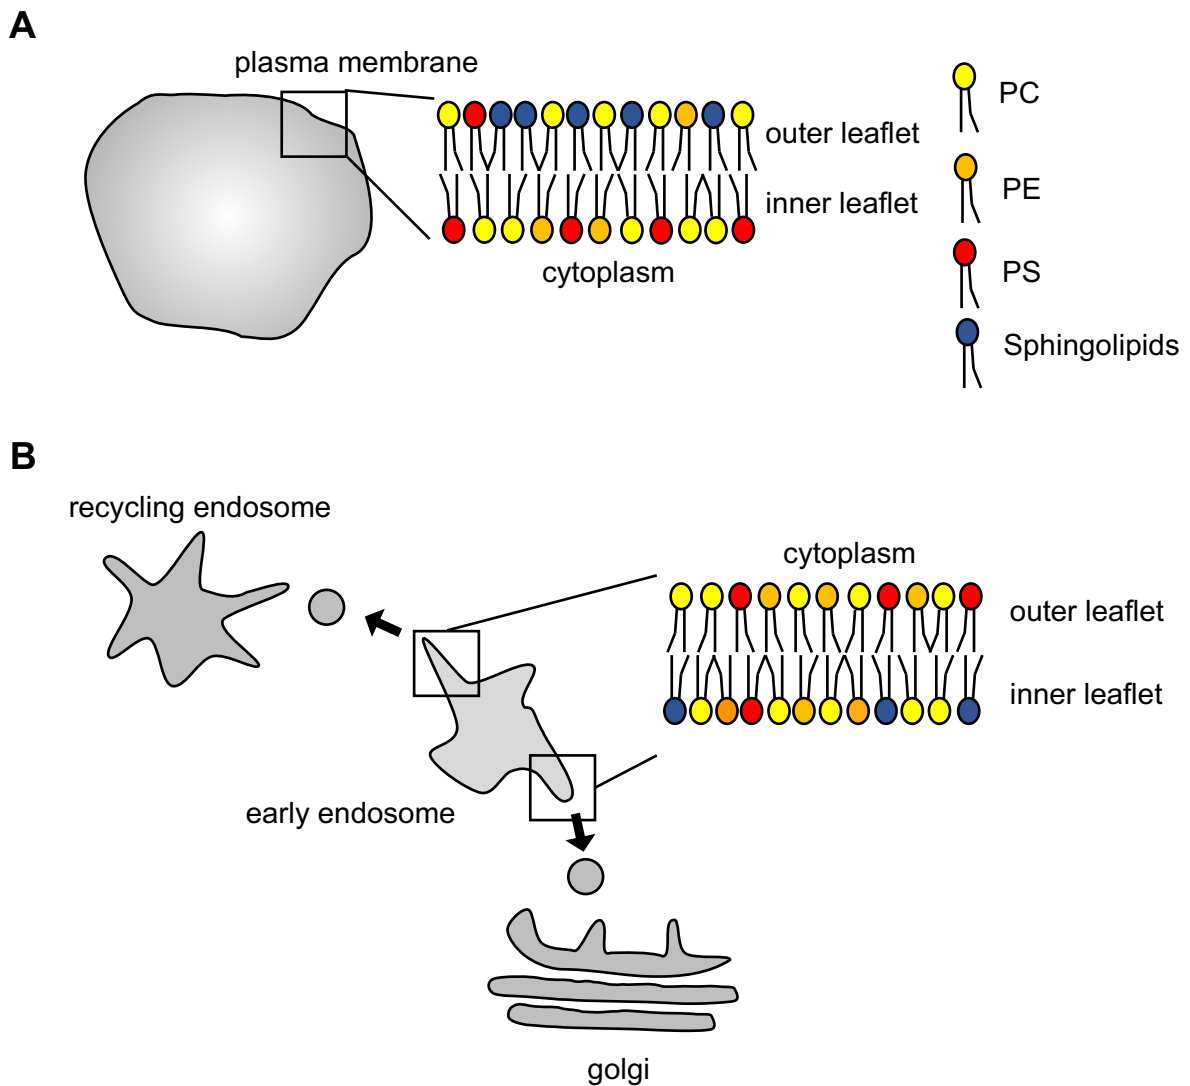 A
plasma membrane
outer leaflet
inner leaflet
cytoplasm
PC
PE
PS
Sphingolipids
B
recycling endosome
cytoplasm
outer leaflet
inner leaflet
early endosome
golgi